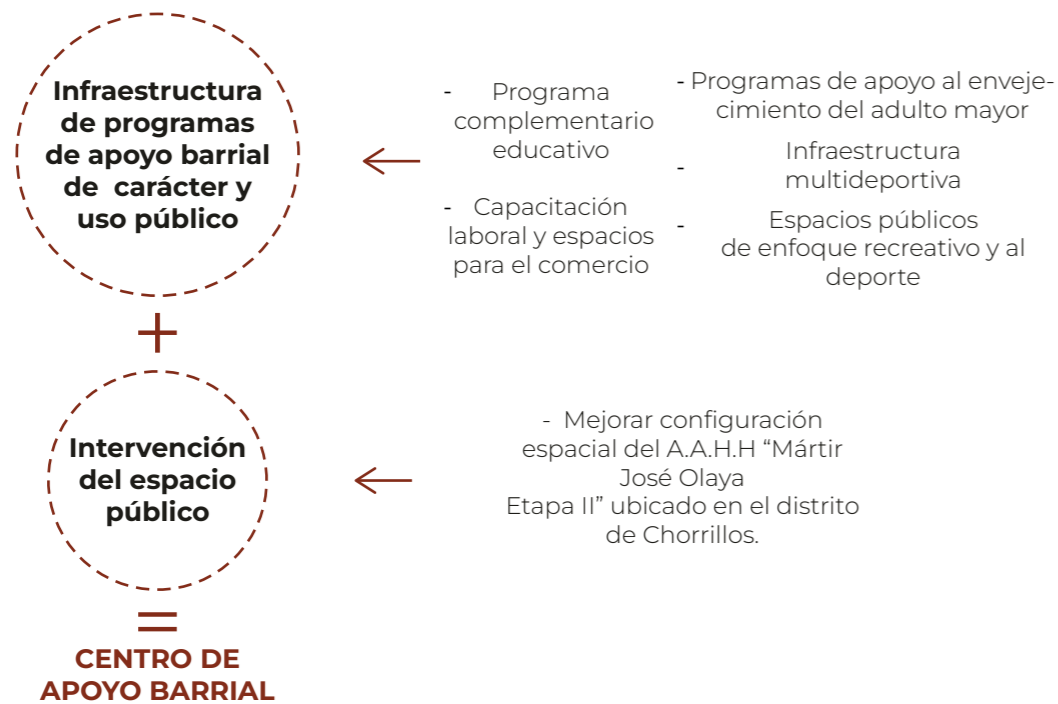 Infraestructura
de programas
de apoyo barrial
de carácter y
uso público
- Programa
complementario
educativo
- Capacitación
laboral y espacios
para el comercio
- Programas de apoyo al enveje-
cimiento del adulto mayor
- Infraestructura
multideportiva
- Espacios públicos
de enfoque recreativo y al
deporte
+
Intervención
del espacio
público
- Mejorar configuración
espacial del A.A.H.H “Mártir
José Olaya
Etapa II” ubicado en el distrito
de Chorrillos.
=
CENTRO DE
APOYO BARRIAL